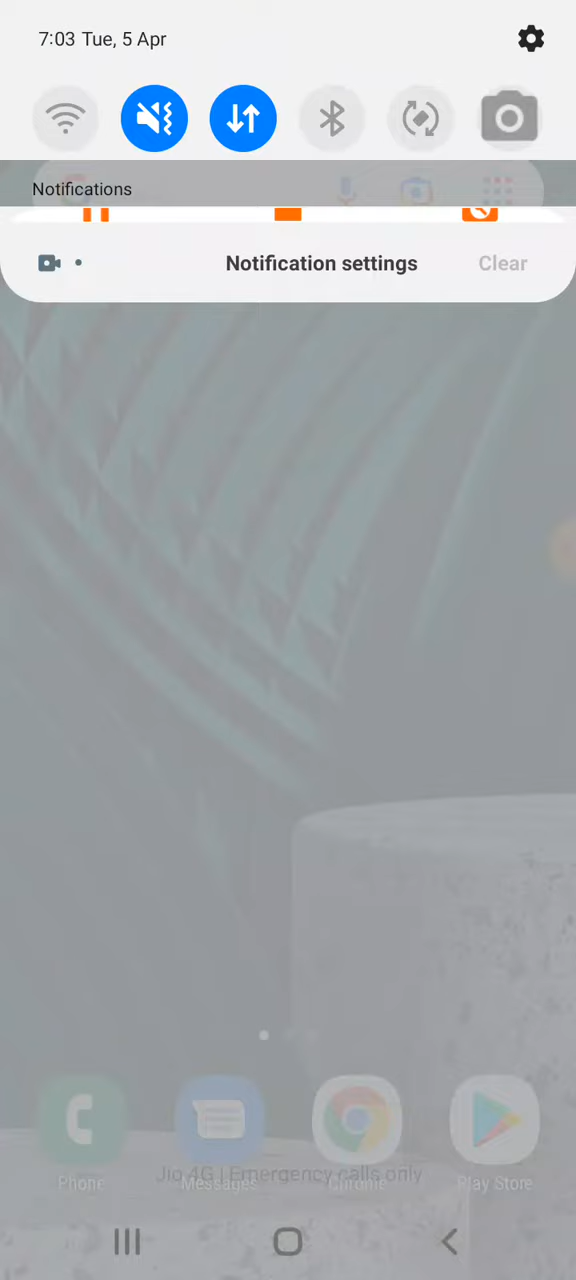 7:03 Tue, 5 Apr
Notifications
Notification settings
Clear
Jio 4G | Emergency calls only
Phone
Messages
Chrome
Play Store